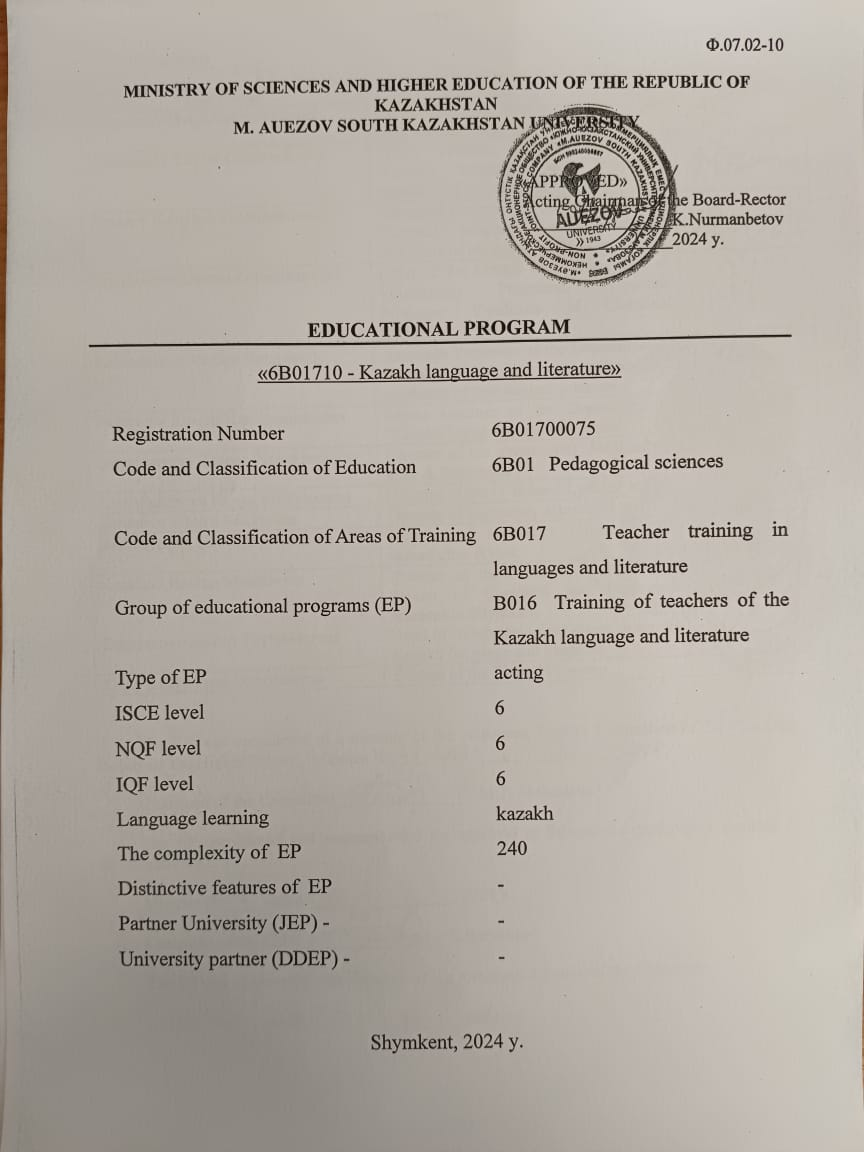 Ф.07.02-10
MINISTRY OF SCIENCES AND HIGHER EDUCATION OF THE REPUBLIC OF
KAZAKHSTAN
M. AUEZOV SOUTH KAZAKHSTAN UNIVERSITY
«APPROVED»
Acting Chairman of the Board-Rector
K.Nurmanbetov
2024 y.
AUEZOV
UNIVERSITY
1943
EDUCATIONAL PROGRAM
«6B01710 - Kazakh language and literature»
Registration Number 6B01700075
Code and Classification of Education 6B01 Pedagogical sciences
Code and Classification of Areas of Training 6B017 Teacher training in
languages and literature
Group of educational programs (EP) B016 Training of teachers of the
Kazakh language and literature
Type of EP acting
ISCE level 6
NQF level 6
IQF level 6
Language learning kazakh
The complexity of EP 240
Distinctive features of EP -
Partner University (JEP) - -
University partner (DDEP) - -
Shymkent, 2024 y.